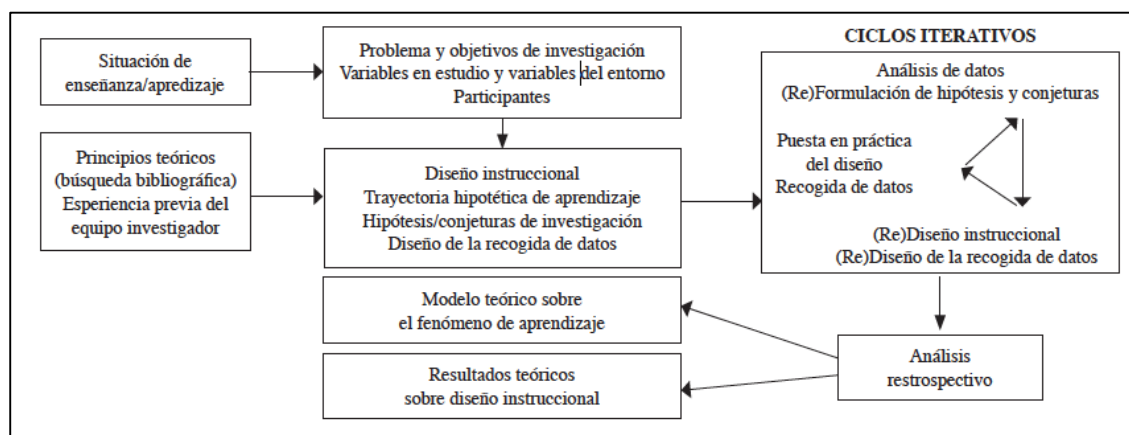 Situación de
enseñanza/apredizaje
Problema y objetivos de investigación
Variables en estudio y variables del entorno
Participantes
Principios teóricos
(búsqueda bibliográfica)
Esperiencia previa del
equipo investigador
Diseño instruccional
Trayectoria hipotética de aprendizaje
Hipótesis/conjeturas de investigación
Diseño de la recogida de datos
CICLOS ITERATIVOS
Análisis de datos
(Re)Formulación de hipótesis y conjeturas
Puesta en práctica
del diseño
Recogida de datos
(Re)Diseño instruccional
(Re)Diseño de la recogida de datos
Modelo teórico sobre
el fenómeno de aprendizaje
Resultados teóricos
sobre diseño instruccional
Análisis
restrospectivo